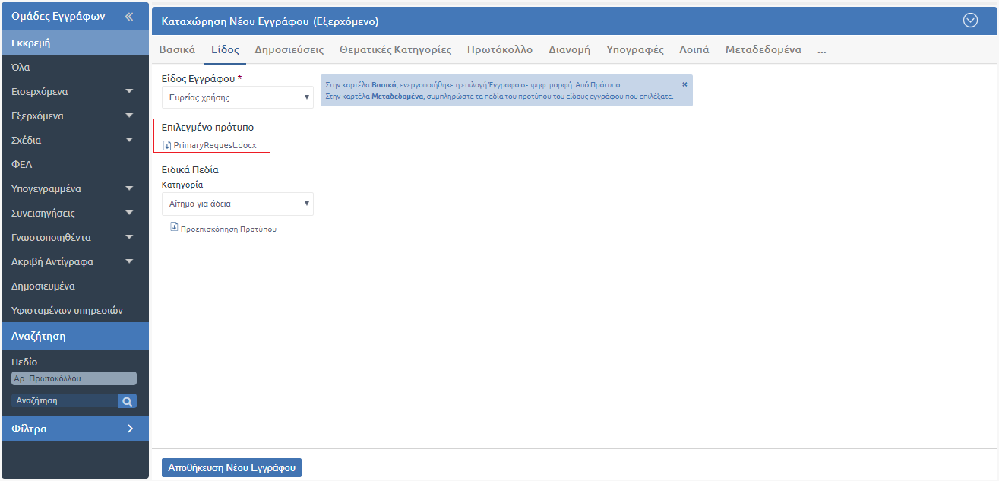 Ομάδες Εγγράφων
Εκκρεμή
Όλα
Εισερχόμενα
Εξερχόμενα
Σχέδια
ΦΕΑ
Υπογεγραμμένα
Συνεισηγήσεις
Γνωστοποιηθέντα
Ακριβή Αντίγραφα
Δημοσιευμένα
Υφισταμένων υπηρεσιών
Αναζήτηση
Πεδίο
Αρ. Πρωτοκόλλου
Αναζήτηση...
Φίλτρα
Καταχώρηση Νέου Εγγράφου (Εξερχόμενο)
Βασικά Είδος Δημοσιεύσεις Θεματικές Κατηγορίες Πρωτόκολλο Διανομή Υπογραφές Λοιπά Μεταδεδομένα ...
Είδος Εγγράφου *
Ευρείας χρήσης
Στην καρτέλα Βασικά, ενεργοποιήθηκε η επιλογή Έγγραφο σε ψηφ. μορφή: Από Πρότυπο.
Στην καρτέλα Μεταδεδομένα, συμπληρώστε τα πεδία του προτύπου του είδους εγγράφου που επιλέξατε.
Επιλεγμένο πρότυπο
PrimaryRequest.docx
Ειδικά Πεδία
Κατηγορία
Αίτημα για άδεια
Προεπισκόπηση Προτύπου
Αποθήκευση Νέου Εγγράφου